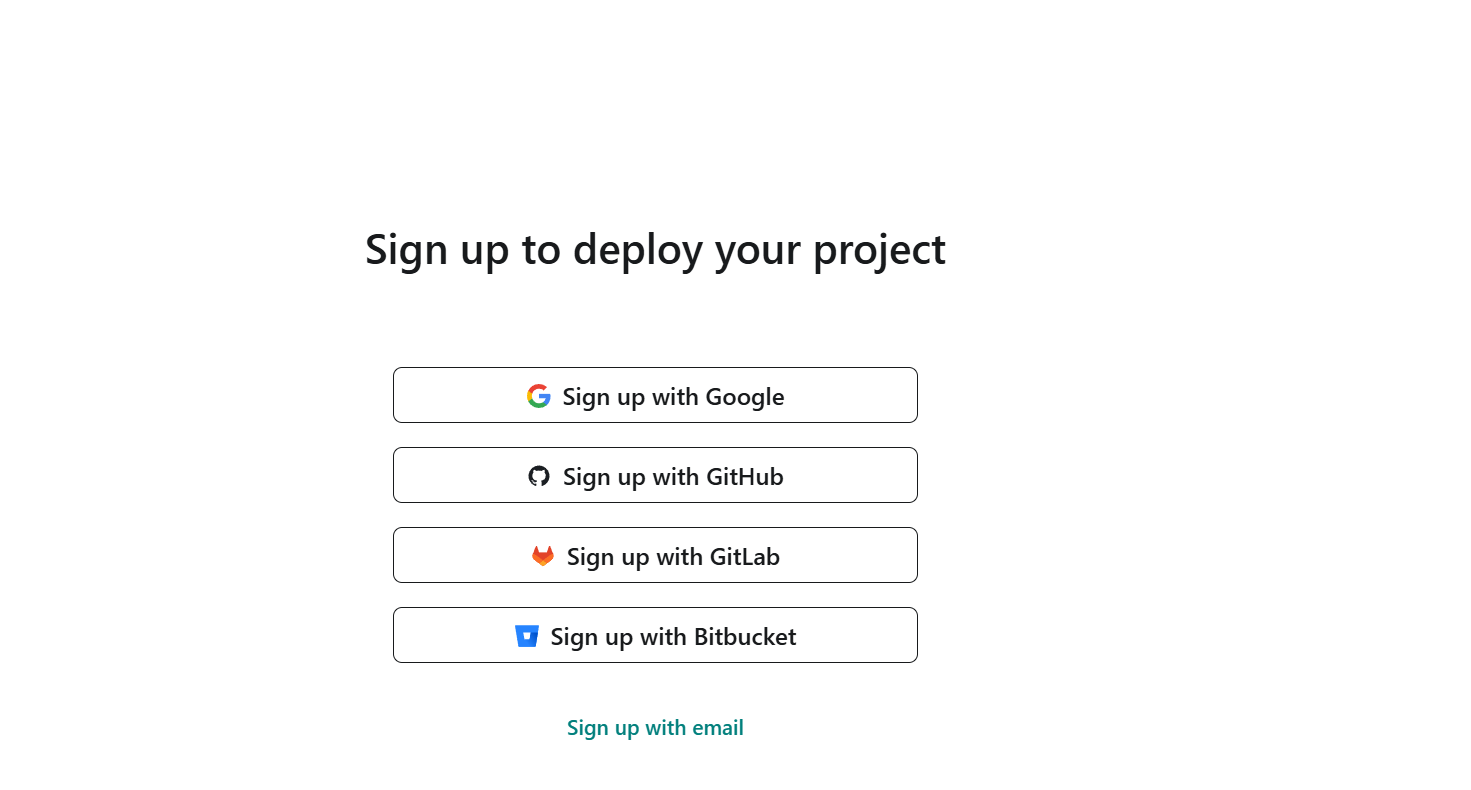 Sign up to deploy your project
Sign up with Google
Sign up with GitHub
Sign up with GitLab
Sign up with Bitbucket
Sign up with email